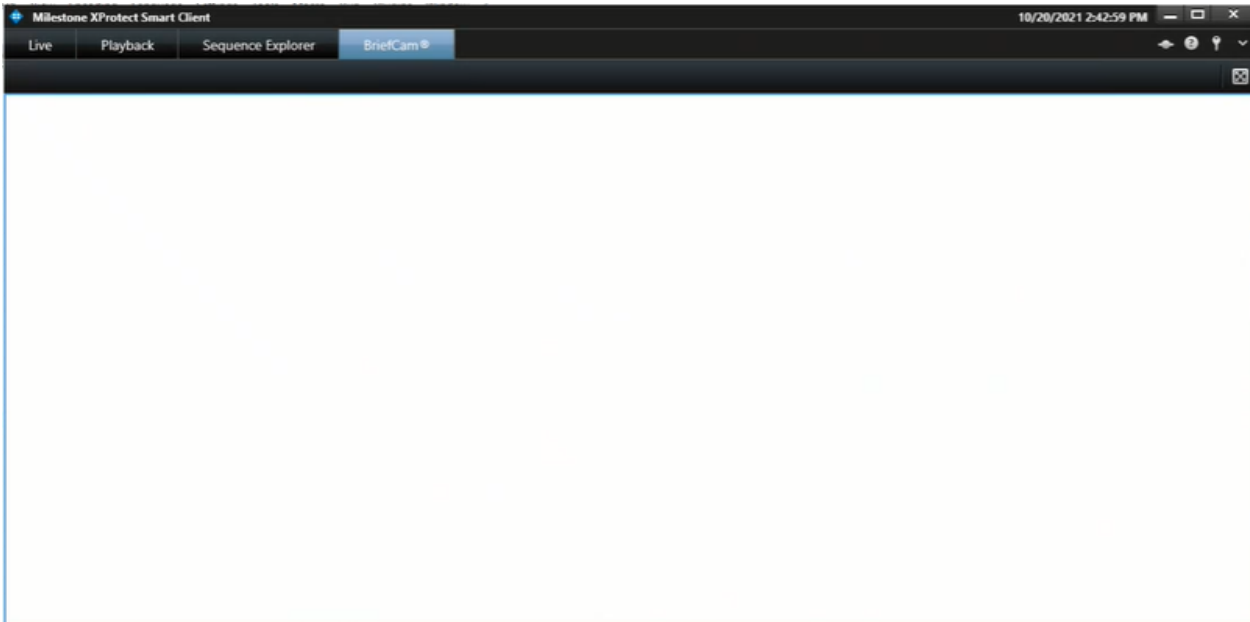 Milestone XProtect Smart Client 10/20/2021 2:42:59 PM
Live Playback Sequence Explorer BriefCam®